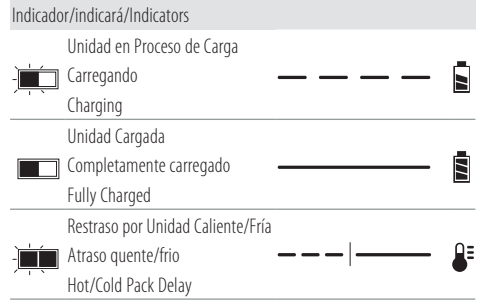 Indicador/indicará/Indicators
Unidad en Proceso de Carga
Carregando
Charging
Unidad Cargada
Completamente carregado
Fully Charged
Restraso por Unidad Caliente/Fría
Atraso quente/frio
Hot/Cold Pack Delay